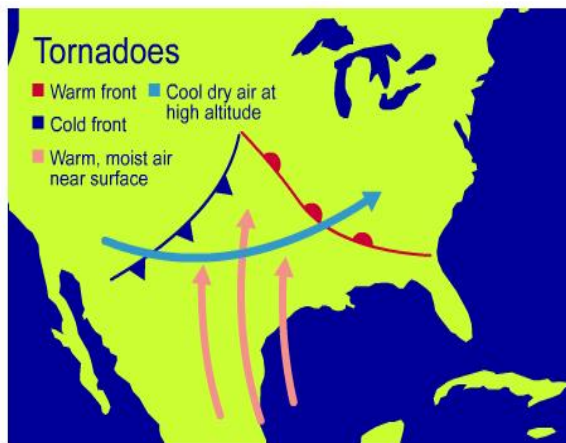 Tornadoes
Warm front
Cool dry air at
high altitude
Cold front
Warm, moist air
near surface